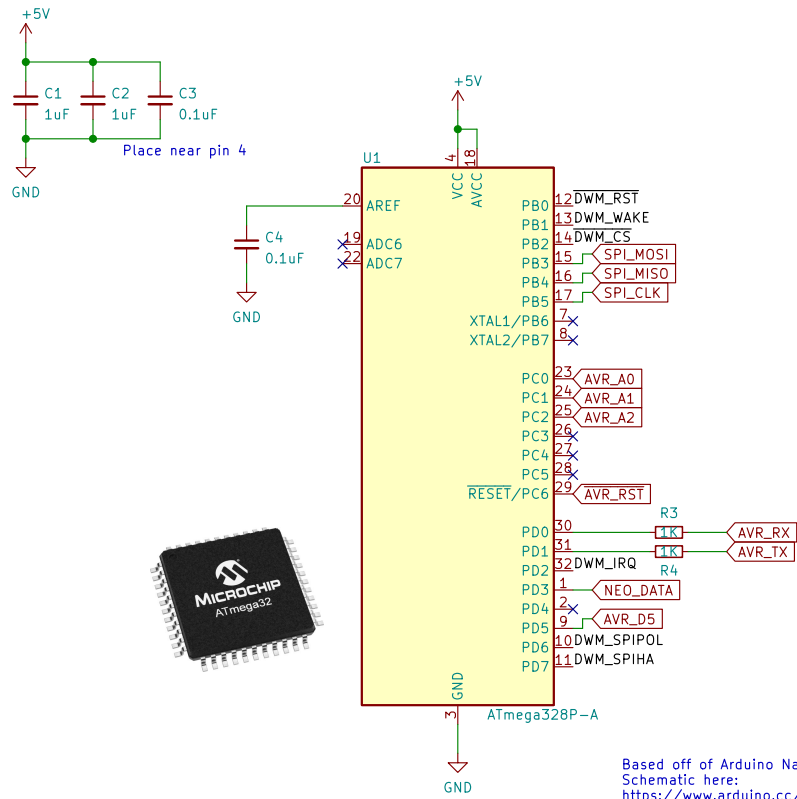 +5V
C1
1uF
C2
1uF
C3
0.1uF
Place near pin 4
GND
+5V
U1
4
VCC
18
AVCC
20
AREF
19
ADC6
22
ADC7
C4
0.1uF
GND
PB0 12 DWM_RST
PB1 13 DWM_WAKE
PB2 14 DWM_CS
PB3 15 SPI_MOSI
PB4 16 SPI_MISO
PB5 17 SPI_CLK
XTAL1/PB6 7
XTAL2/PB7 8
PC0 23 AVR_A0
PC1 24 AVR_A1
PC2 25 AVR_A2
PC3 26
PC4 27
PC5 28
RESET/PC6 29 AVR_RST
R3
PD0 30 1K AVR_RX
PD1 31 1K AVR_TX
R4
PD2 32 DWM_IRQ
PD3 1 NEO_DATA
PD4 2
PD5 9 AVR_D5
PD6 10 DWM_SPIPOL
PD7 11 DWM_SPIHA
GND
3
ATmega328P-A
GND
MICROCHIP
ATmega32
Based off of Arduino Na
Schematic here:
https://www.arduino.cc/